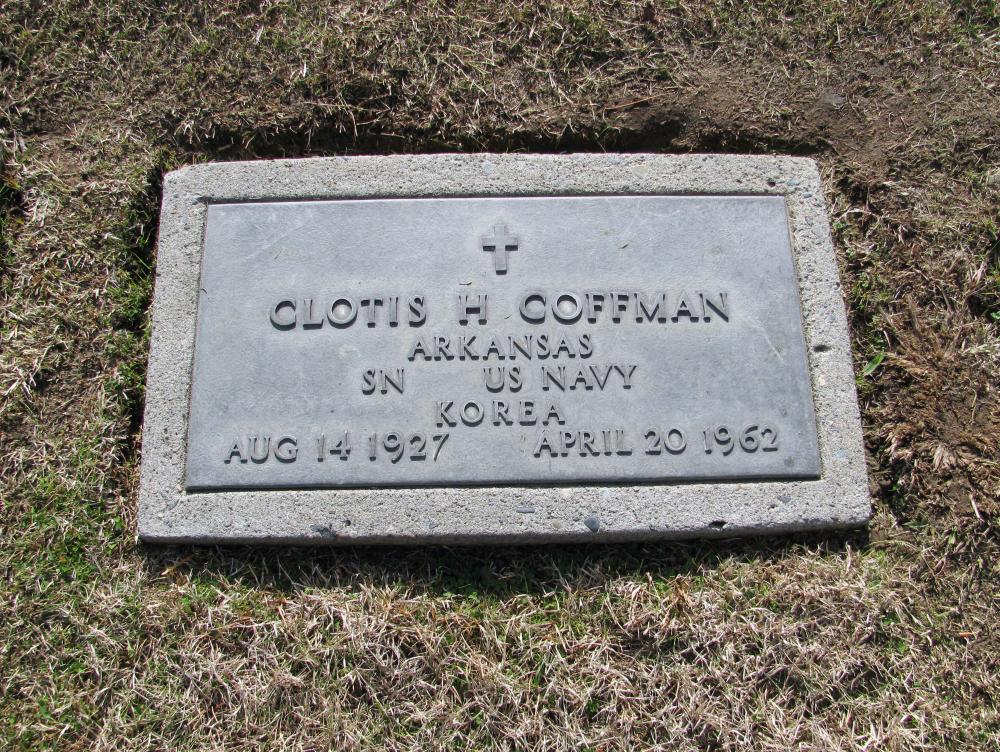 CLOTIS H COFFMAN
ARKANSAS
SN US NAVY
KOREA
AUG 14 1927 APRIL 20 1962